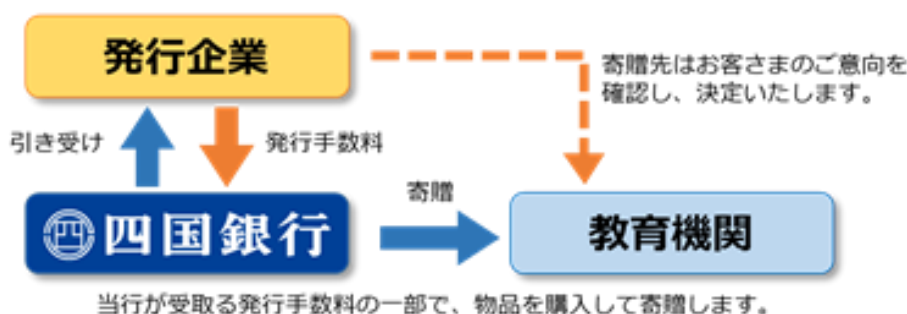 発行企業
寄贈先はお客さまのご意向を
確認し、決定いたします。
引き受け
発行手数料
四国銀行
寄贈
教育機関
当行が受取る発行手数料の一部で、物品を購入して寄贈します。